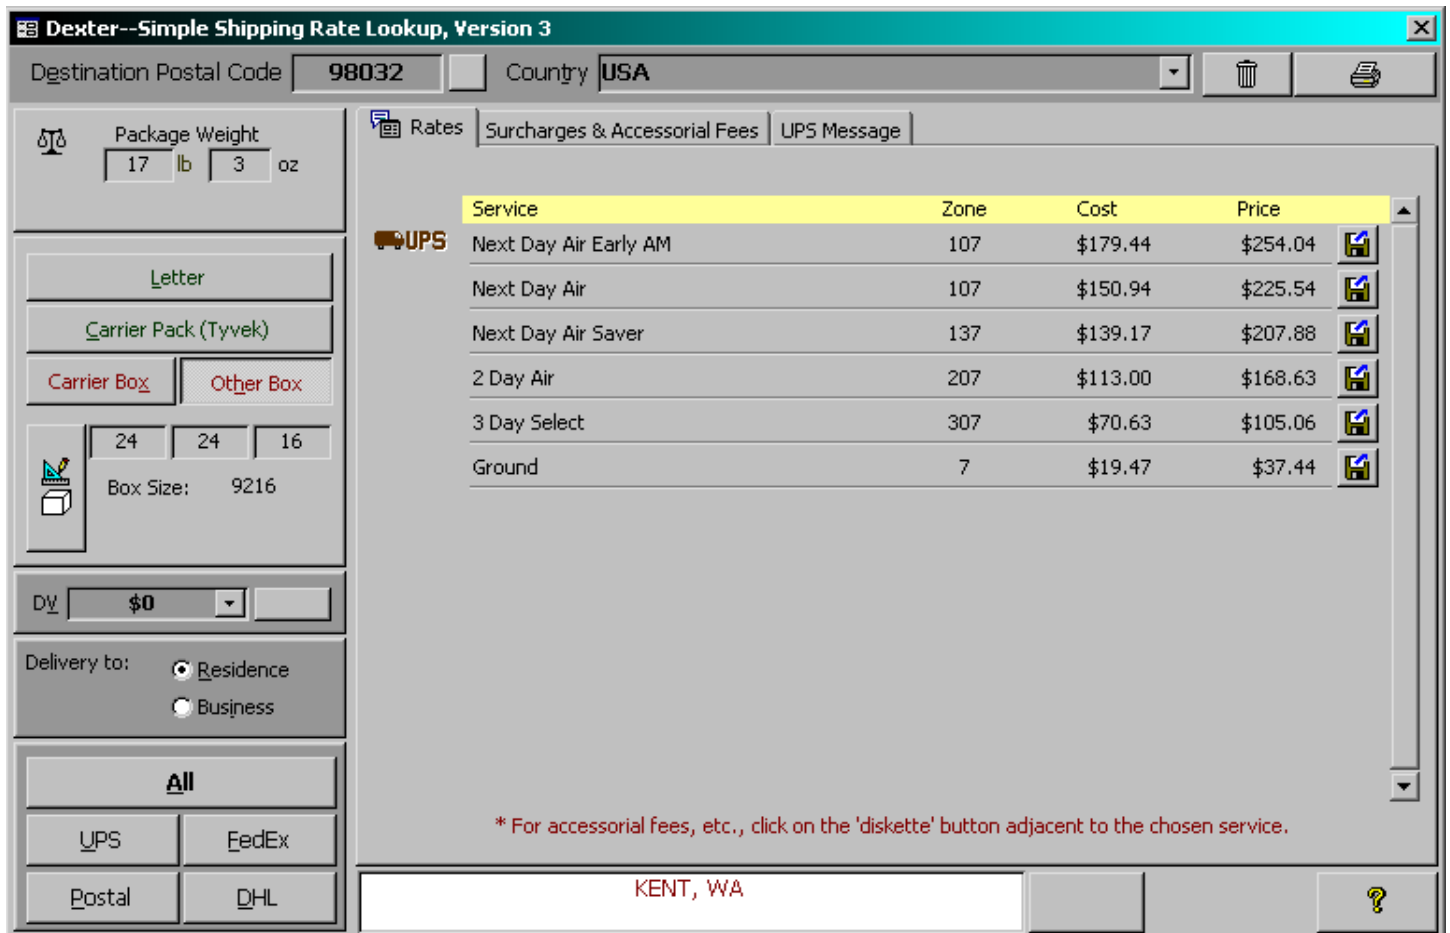 Dexter--Simple Shipping Rate Lookup, Version 3
Destination Postal Code 98032 Country USA
Package Weight
17 lb 3 oz
Letter
Carrier Pack (Tyvek)
Carrier Box Other Box
24 24 16
Box Size: 9216
DV $0
Delivery to: Residence
Business
All
UPS FedEx
Postal DHL
Rates Surcharges & Accessorial Fees UPS Message
Service Zone Cost Price
UPS Next Day Air Early AM 107 $179.44 $254.04
Next Day Air 107 $150.94 $225.54
Next Day Air Saver 137 $139.17 $207.88
2 Day Air 207 $113.00 $168.63
3 Day Select 307 $70.63 $105.06
Ground 7 $19.47 $37.44
* For accessorial fees, etc., click on the 'diskette' button adjacent to the chosen service.
KENT, WA
?